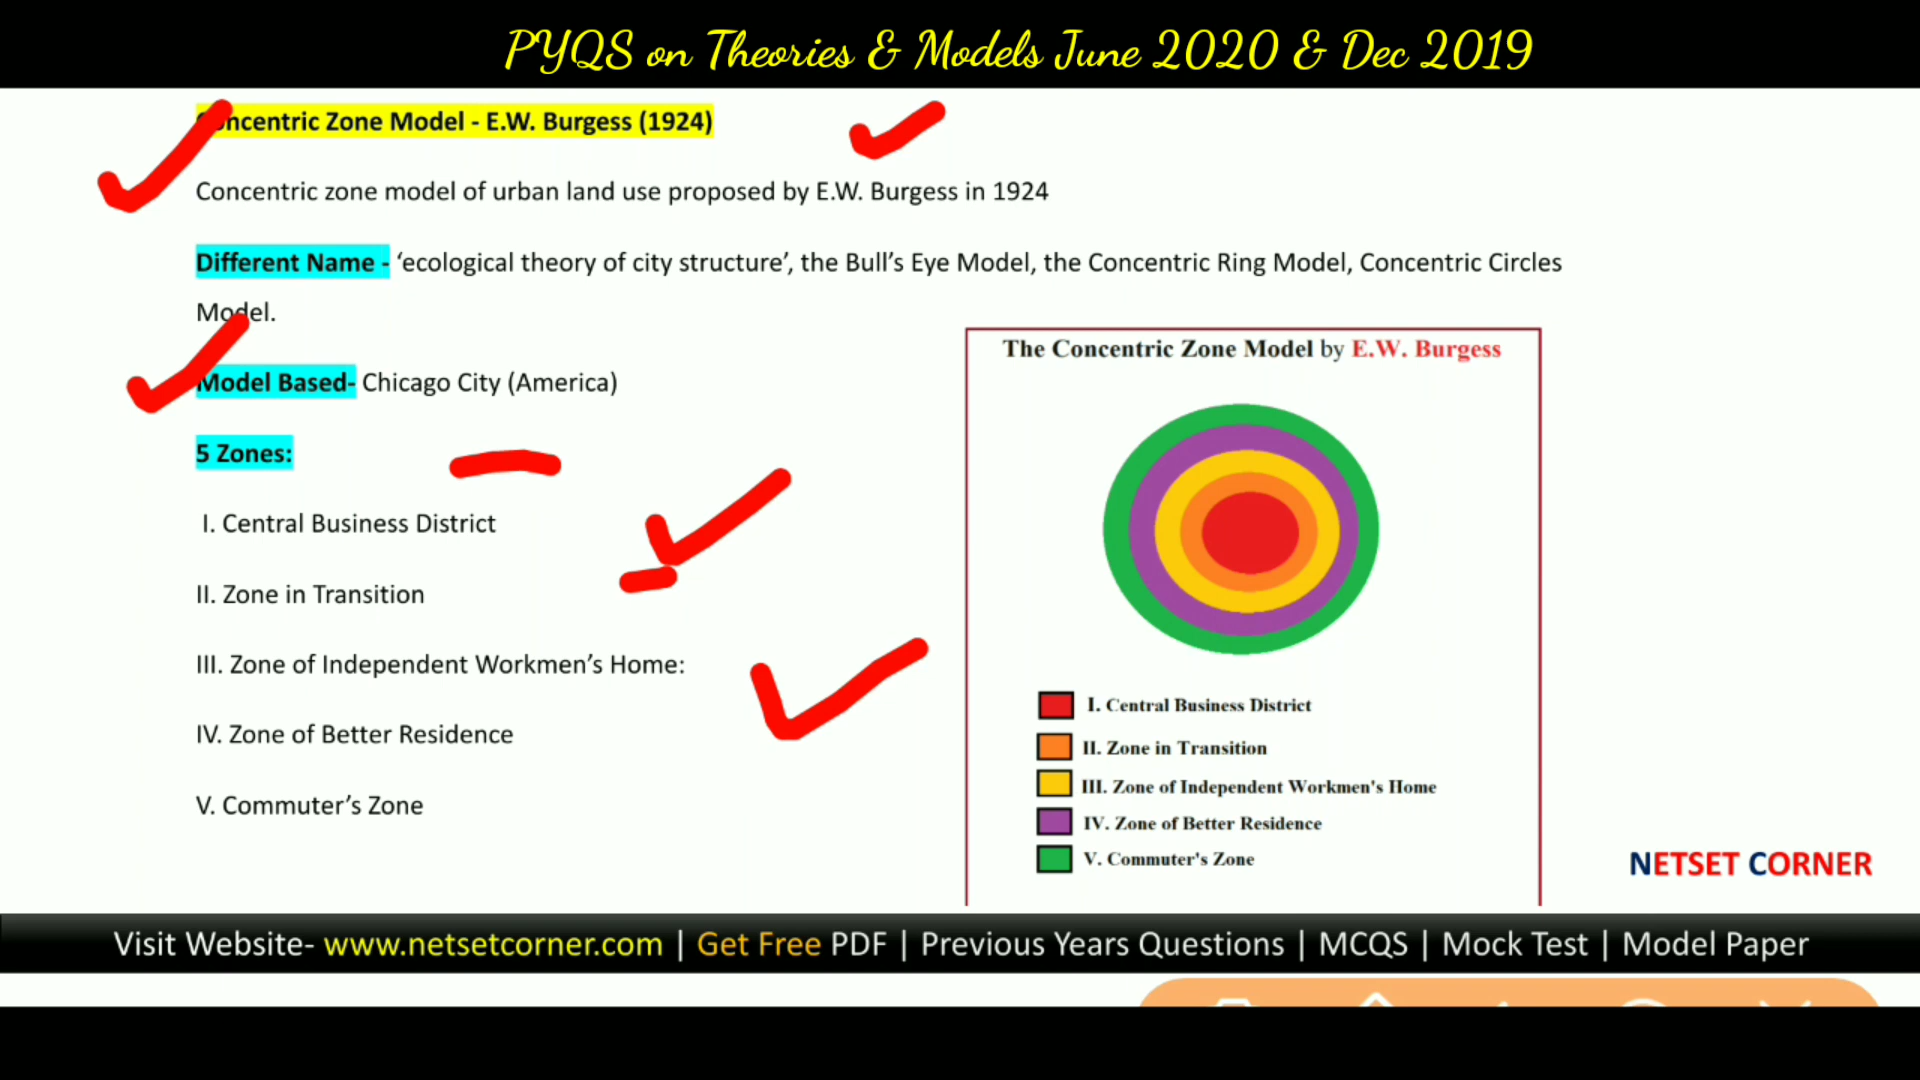 PYQS on Theories & Models June 2020 & Dec 2019
Concentric Zone Model - E.W. Burgess (1924)
Concentric zone model of urban land use proposed by E.W. Burgess in 1924
Different Name - ‘ecological theory of city structure’, the Bull’s Eye Model, the Concentric Ring Model, Concentric Circles
Model.
Model Based- Chicago City (America)
5 Zones:
I. Central Business District
II. Zone in Transition
III. Zone of Independent Workmen’s Home:
IV. Zone of Better Residence
V. Commuter’s Zone
The Concentric Zone Model by E.W. Burgess
I. Central Business District
II. Zone in Transition
III. Zone of Independent Workmen's Home
IV. Zone of Better Residence
V. Commuter's Zone
NETSET CORNER
Visit Website- www.netsetcorner.com | Get Free PDF | Previous Years Questions | MCQS | Mock Test | Model Paper